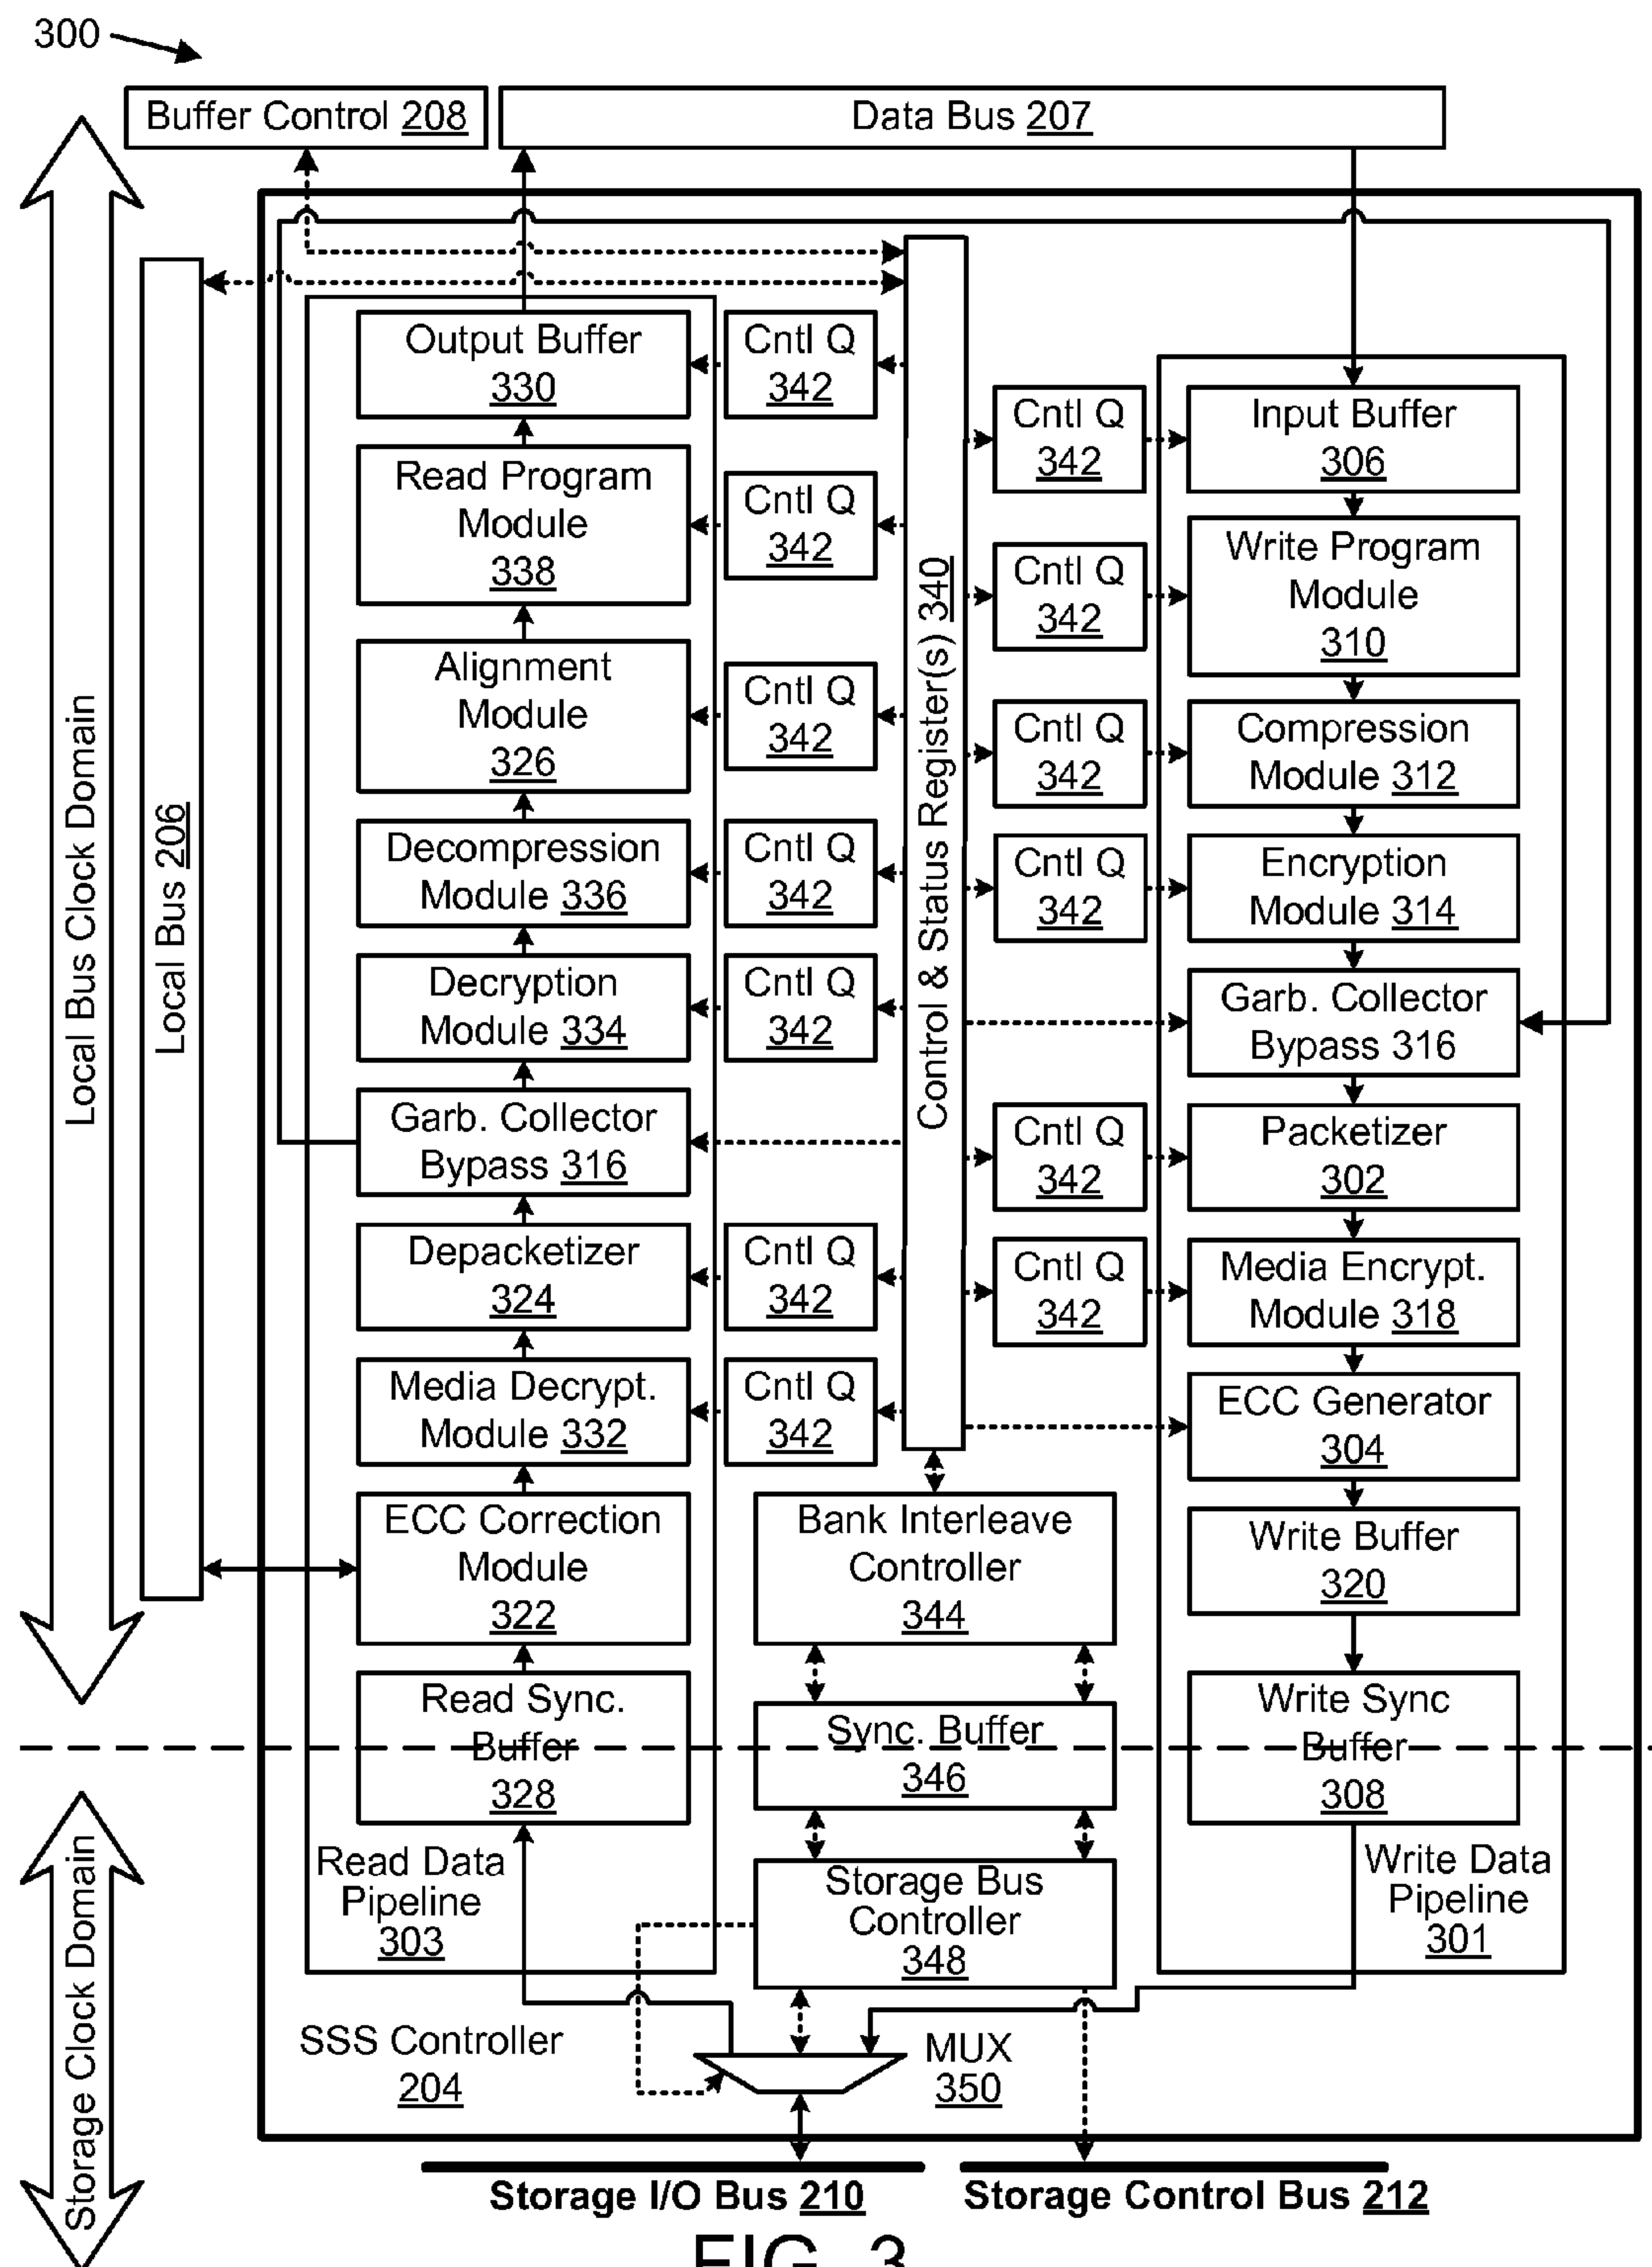 300
Buffer Control 208
Data Bus 207
Local Bus Clock Domain
Local Bus 206
Output Buffer
330
Read Program
Module
338
Alignment
Module
326
Decompression
Module 336
Decryption
Module 334
Garb. Collector
Bypass 316
Depacketizer
324
Media Decrypt.
Module 332
ECC Correction
Module
322
Read Sync.
Buffer
328
Read Data
Pipeline
303
Cntl Q
342
Cntl Q
342
Cntl Q
342
Cntl Q
342
Cntl Q
342
Cntl Q
342
Cntl Q
342
Control & Status Register(s) 340
Cntl Q
342
Cntl Q
342
Cntl Q
342
Cntl Q
342
Cntl Q
342
Cntl Q
342
Input Buffer
306
Write Program
Module
310
Compression
Module 312
Encryption
Module 314
Garb. Collector
Bypass 316
Packetizer
302
Media Encrypt.
Module 318
ECC Generator
304
Write Buffer
320
Write Sync
Buffer
308
Write Data
Pipeline
301
Bank Interleave
Controller
344
Sync. Buffer
346
Storage Bus
Controller
348
Storage Clock Domain
SSS Controller
204
MUX
350
Storage I/O Bus 210
Storage Control Bus 212
FIG. 3